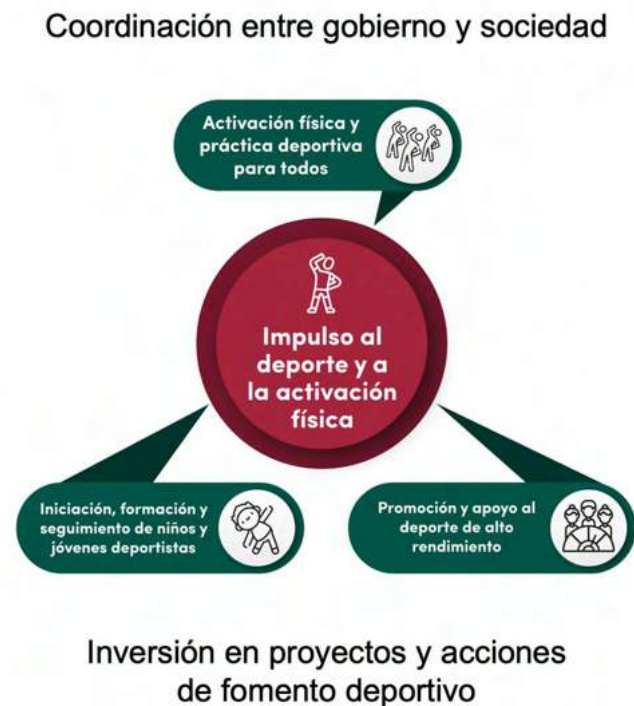 Coordinación entre gobierno y sociedad
Activación física y
práctica deportiva
para todos
Impulso al
deporte y a
la activación
física
Iniciación, formación y
seguimiento de niños y
jóvenes deportistas
Promoción y apoyo al
deporte de alto
rendimiento
Inversión en proyectos y acciones
de fomento deportivo